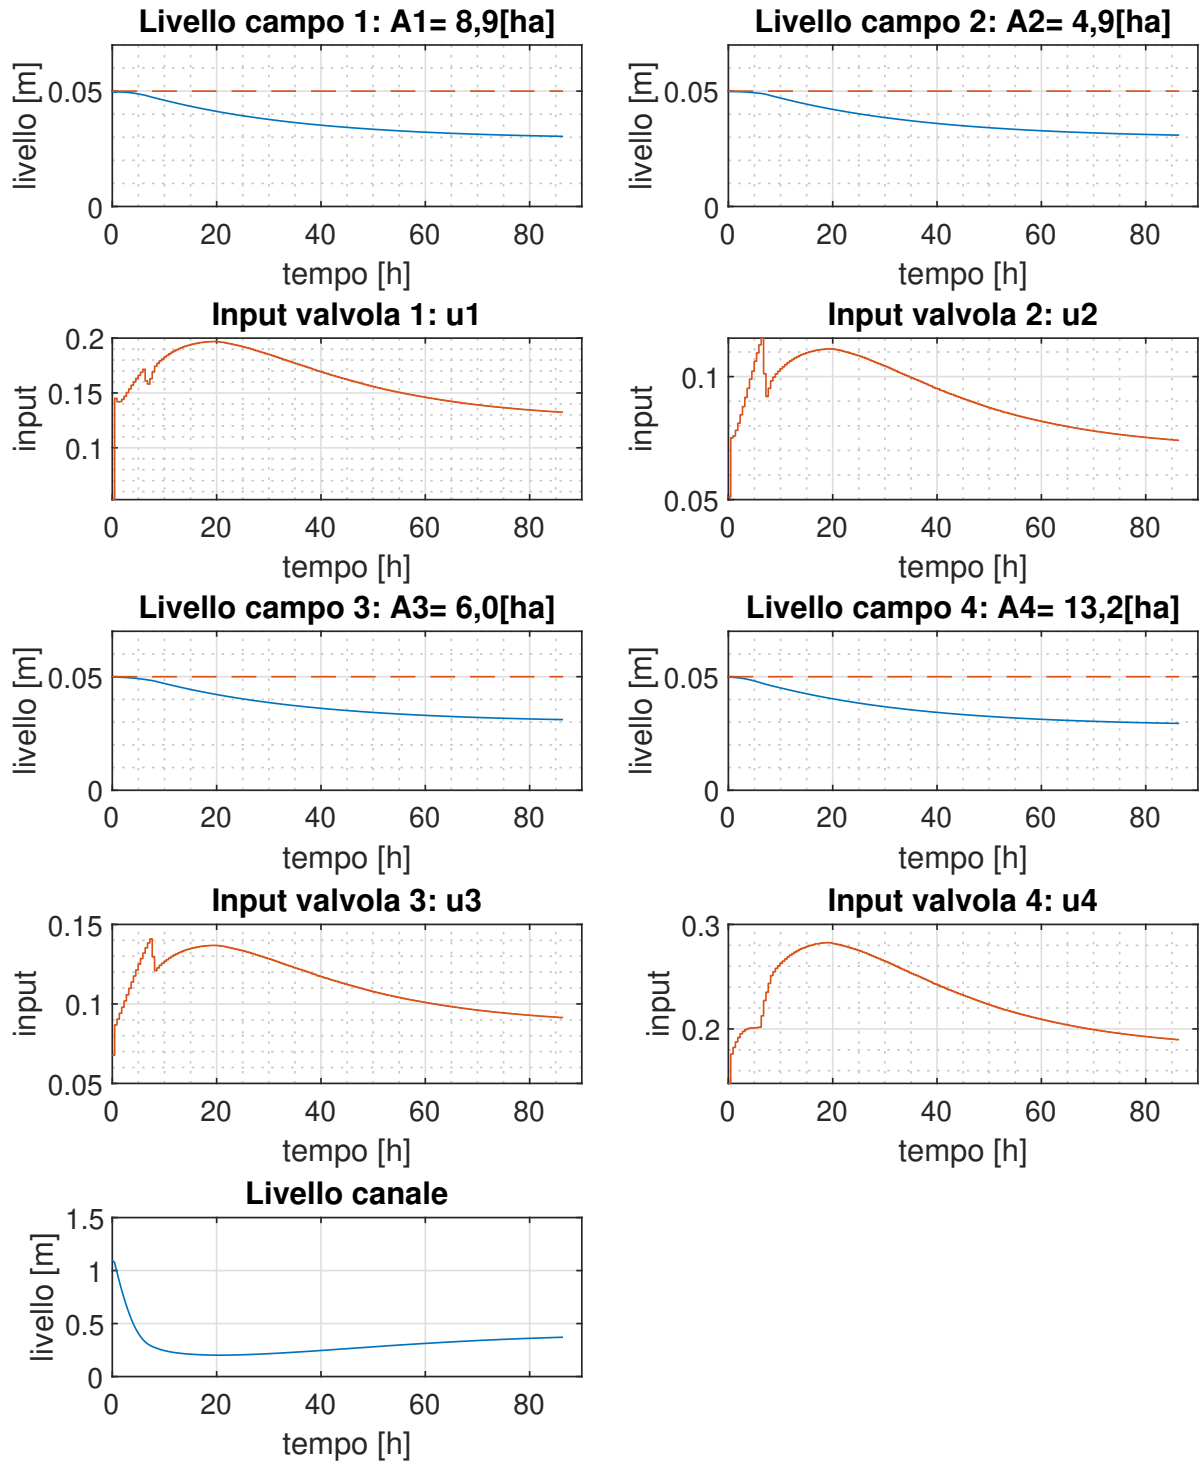 Livello campo 1: A1= 8,9[ha]
livello [m]
0.05
0
0 20 40 60 80
tempo [h]
Livello campo 2: A2= 4,9[ha]
livello [m]
0.05
0
0 20 40 60 80
tempo [h]
Input valvola 1: u1
input
0.2
0.15
0.1
0 20 40 60 80
tempo [h]
Input valvola 2: u2
input
0.1
0.05
0 20 40 60 80
tempo [h]
Livello campo 3: A3= 6,0[ha]
livello [m]
0.05
0
0 20 40 60 80
tempo [h]
Livello campo 4: A4= 13,2[ha]
livello [m]
0.05
0
0 20 40 60 80
tempo [h]
Input valvola 3: u3
input
0.15
0.1
0.05
0 20 40 60 80
tempo [h]
Input valvola 4: u4
input
0.3
0.2
0 20 40 60 80
tempo [h]
Livello canale
livello [m]
1.5
1
0.5
0
0 20 40 60 80
tempo [h]